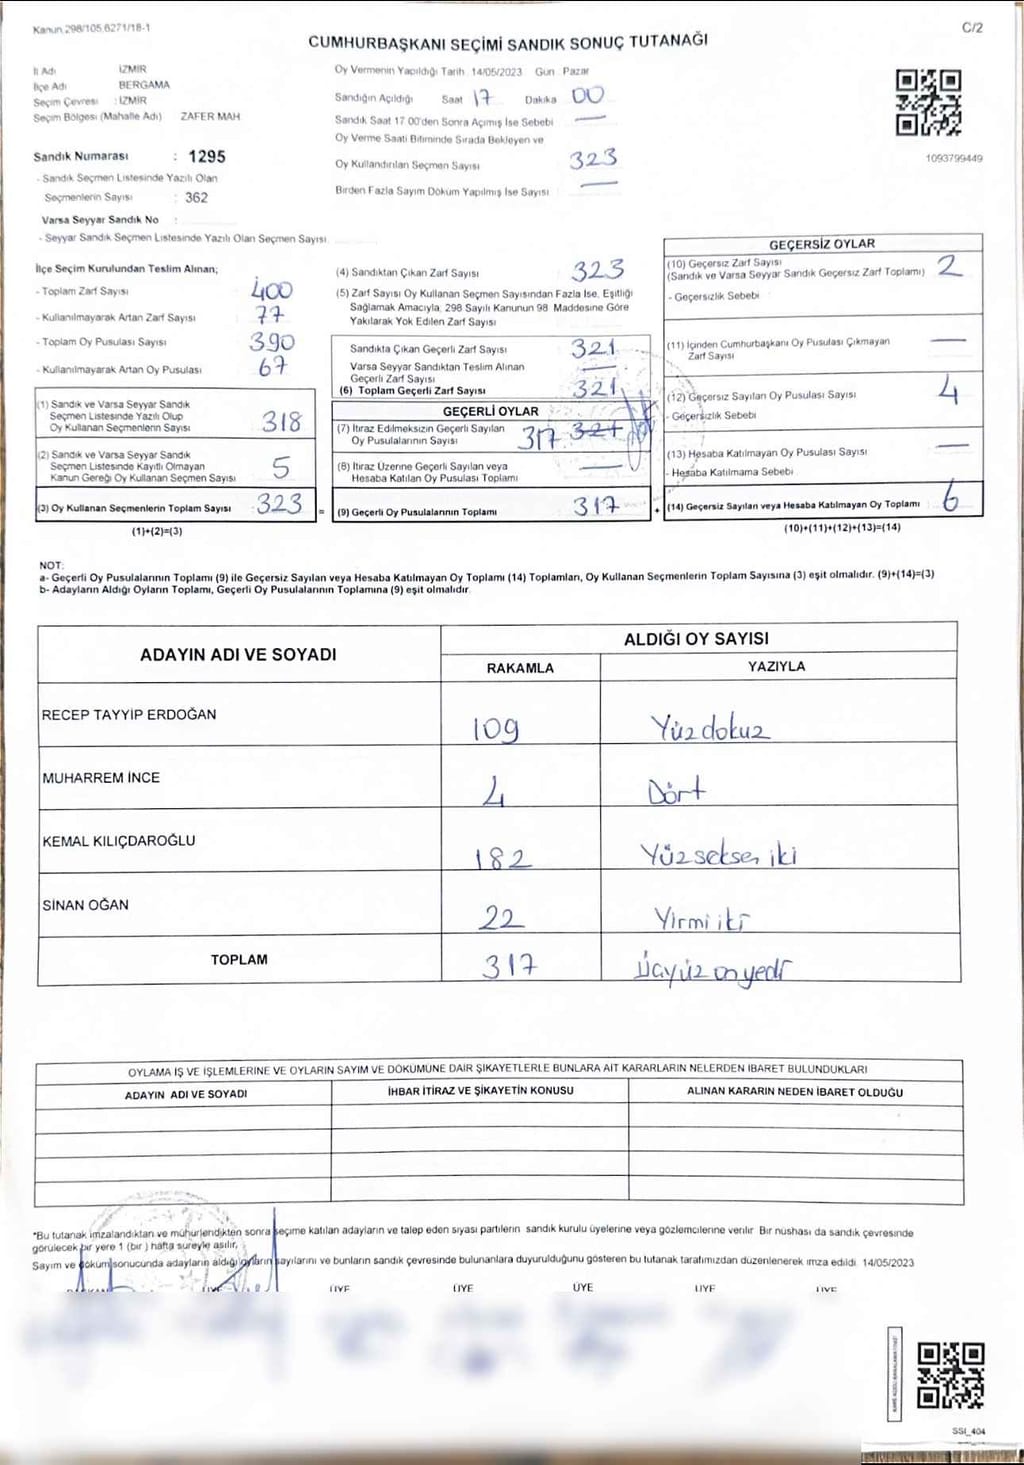 Kanun 298/105,6271/18-1
C/2
CUMHURBAŞKANI SEÇİMİ SANDIK SONUÇ TUTANAĞI
İl Adı İZMİR
İlçe Adı BERGAMA
Seçim Çevresi : İZMİR
Seçim Bölgesi (Mahalle Adı) ZAFER MAH
Sandık Numarası : 1295
- Sandık Seçmen Listesinde Yazılı Olan
Seçmenlerin Sayısı : 362
Varsa Seyyar Sandık No :
- Seyyar Sandık Seçmen Listesinde Yazılı Olan Seçmen Sayısı
Oy Vermenin Yapıldığı Tarih 14/05/2023 Gün Pazar
Sandığın Açıldığı Saat 17 Dakika 00
Sandık Saat 17 00'den Sonra Açılmış İse Sebebi —
Oy Verme Saati Bitiminde Sırada Bekleyen ve
Oy Kullandırılan Seçmen Sayısı 323
Birden Fazla Sayım Döküm Yapılmış İse Sayısı —
1093799449
İlçe Seçim Kurulundan Teslim Alınan;
- Toplam Zarf Sayısı 400
- Kullanılmayarak Artan Zarf Sayısı 77
- Toplam Oy Pusulası Sayısı 390
- Kullanılmayarak Artan Oy Pusulası 67
(1) Sandık ve Varsa Seyyar Sandık
Seçmen Listesinde Yazılı Olup
Oy Kullanan Seçmenlerin Sayısı 318
(2) Sandık ve Varsa Seyyar Sandık
Seçmen Listesinde Kayıtlı Olmayan
Kanun Gereği Oy Kullanan Seçmen Sayısı 5
(3) Oy Kullanan Seçmenlerin Toplam Sayısı 323 =
(1)+(2)=(3)
(4) Sandıktan Çıkan Zarf Sayısı 323
(5) Zarf Sayısı Oy Kullanan Seçmen Sayısından Fazla İse, Eşitliği
Sağlamak Amacıyla, 298 Sayılı Kanunun 98 Maddesine Göre
Yakılarak Yok Edilen Zarf Sayısı
Sandıkta Çıkan Geçerli Zarf Sayısı 321
Varsa Seyyar Sandıktan Teslim Alınan
Geçerli Zarf Sayısı —
(6) Toplam Geçerli Zarf Sayısı 321
GEÇERLİ OYLAR
(7) İtiraz Edilmeksizin Geçerli Sayılan
Oy Pusulalarının Sayısı 317 321
(8) İtiraz Üzerine Geçerli Sayılan veya
Hesaba Katılan Oy Pusulası Toplamı —
(9) Geçerli Oy Pusulalarının Toplamı 317 +
GEÇERSİZ OYLAR
(10) Geçersiz Zarf Sayısı
(Sandık ve Varsa Seyyar Sandık Geçersiz Zarf Toplamı) 2
- Geçersizlik Sebebi
(11) İçinden Cumhurbaşkanı Oy Pusulası Çıkmayan
Zarf Sayısı —
(12) Geçersiz Sayılan Oy Pusulası Sayısı 4
- Geçersizlik Sebebi
(13) Hesaba Katılmayan Oy Pusulası Sayısı —
- Hesaba Katılmama Sebebi
(14) Geçersiz Sayılan veya Hesaba Katılmayan Oy Toplamı 6
(10)+(11)+(12)+(13)=(14)
NOT:
a- Geçerli Oy Pusulalarının Toplamı (9) ile Geçersiz Sayılan veya Hesaba Katılmayan Oy Toplamı (14) Toplamları, Oy Kullanan Seçmenlerin Toplam Sayısına (3) eşit olmalıdır. (9)+(14)=(3)
b- Adayların Aldığı Oyların Toplamı, Geçerli Oy Pusulalarının Toplamına (9) eşit olmalıdır
ADAYIN ADI VE SOYADI
ALDIĞI OY SAYISI
RAKAMLA YAZIYLA
RECEP TAYYİP ERDOĞAN 109 Yüzdokuz
MUHARREM İNCE 4 Dört
KEMAL KILIÇDAROĞLU 182 Yüzseksen iki
SİNAN OĞAN 22 Yirmi iki
TOPLAM 317 Üçyüz onyedi
OYLAMA İŞ VE İŞLEMLERİNE VE OYLARIN SAYIM VE DÖKÜMÜNE DAİR ŞİKAYETLERLE BUNLARA AİT KARARLARIN NELERDEN İBARET BULUNDUKLARI
ADAYIN ADI VE SOYADI İHBAR İTİRAZ VE ŞİKAYETİN KONUSU ALINAN KARARIN NEDEN İBARET OLDUĞU
*Bu tutanak imzalandıktan ve mühürlendikten sonra seçime katılan adayların ve talep eden siyasi partilerin sandık kurulu üyelerine veya gözlemcilerine verilir Bir nüshası da sandık çevresinde
görülecek bir yere 1 (bir ) hafta süreyle asılır.
Sayım ve döküm sonucunda adayların aldığı oyların sayılarını ve bunların sandık çevresinde bulunanlara duyurulduğunu gösteren bu tutanak tarafımızdan düzenlenerek imza edildi 14/05/2023
BAŞKAN ÜYE ÜYE ÜYE ÜYE ÜYE ÜYE
SSI_404